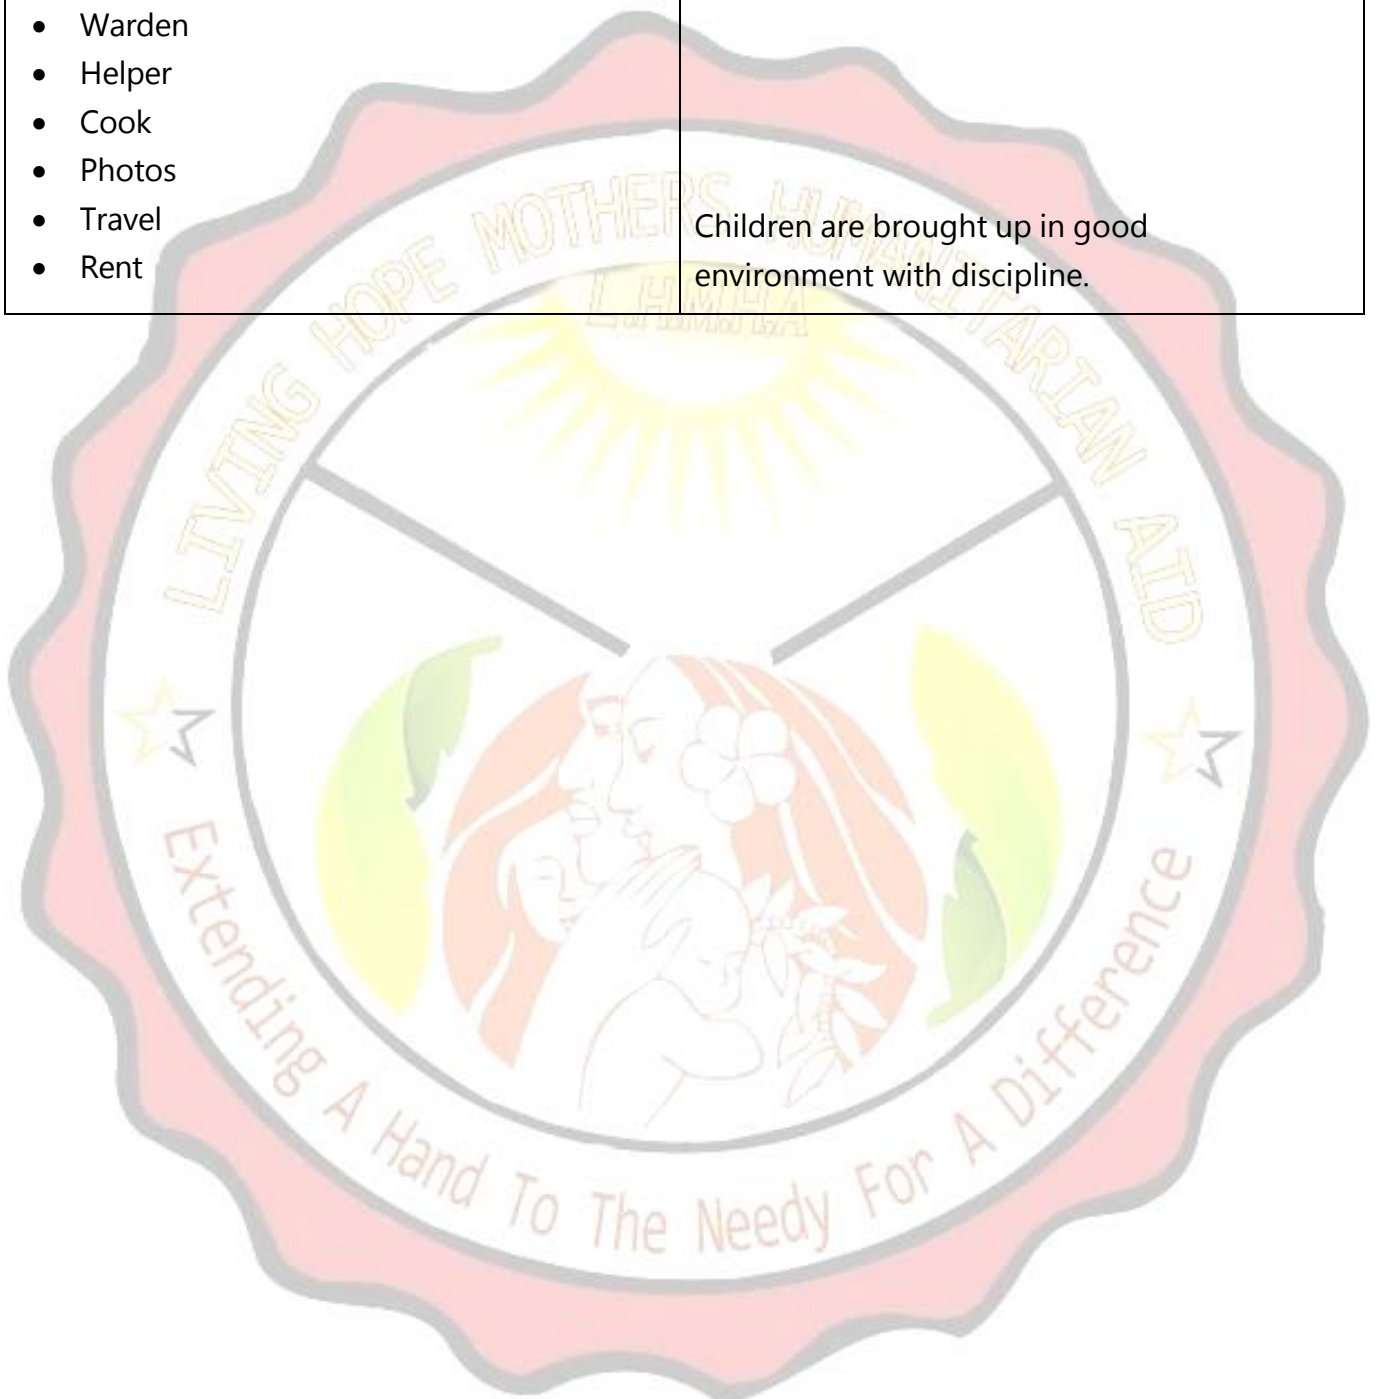 • Warden
• Helper
• Cook
• Photos
• Travel
• Rent
Children are brought up in good
environment with discipline.
LIVING HOPE MOTHERS HUMANITARIAN AID
L.H.M.H.A
Extending A Hand To The Needy For A Difference